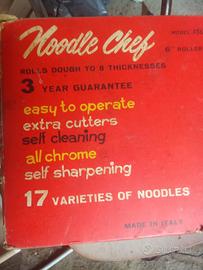 Noodle Chef
MODEL
6" ROLLER
ROLLS DOUGH TO 6 THICKNESSES
3 YEAR GUARANTEE
easy to operate
extra cutters
self cleaning
all chrome
self sharpening
17 VARIETIES OF NOODLES
MADE IN ITALY